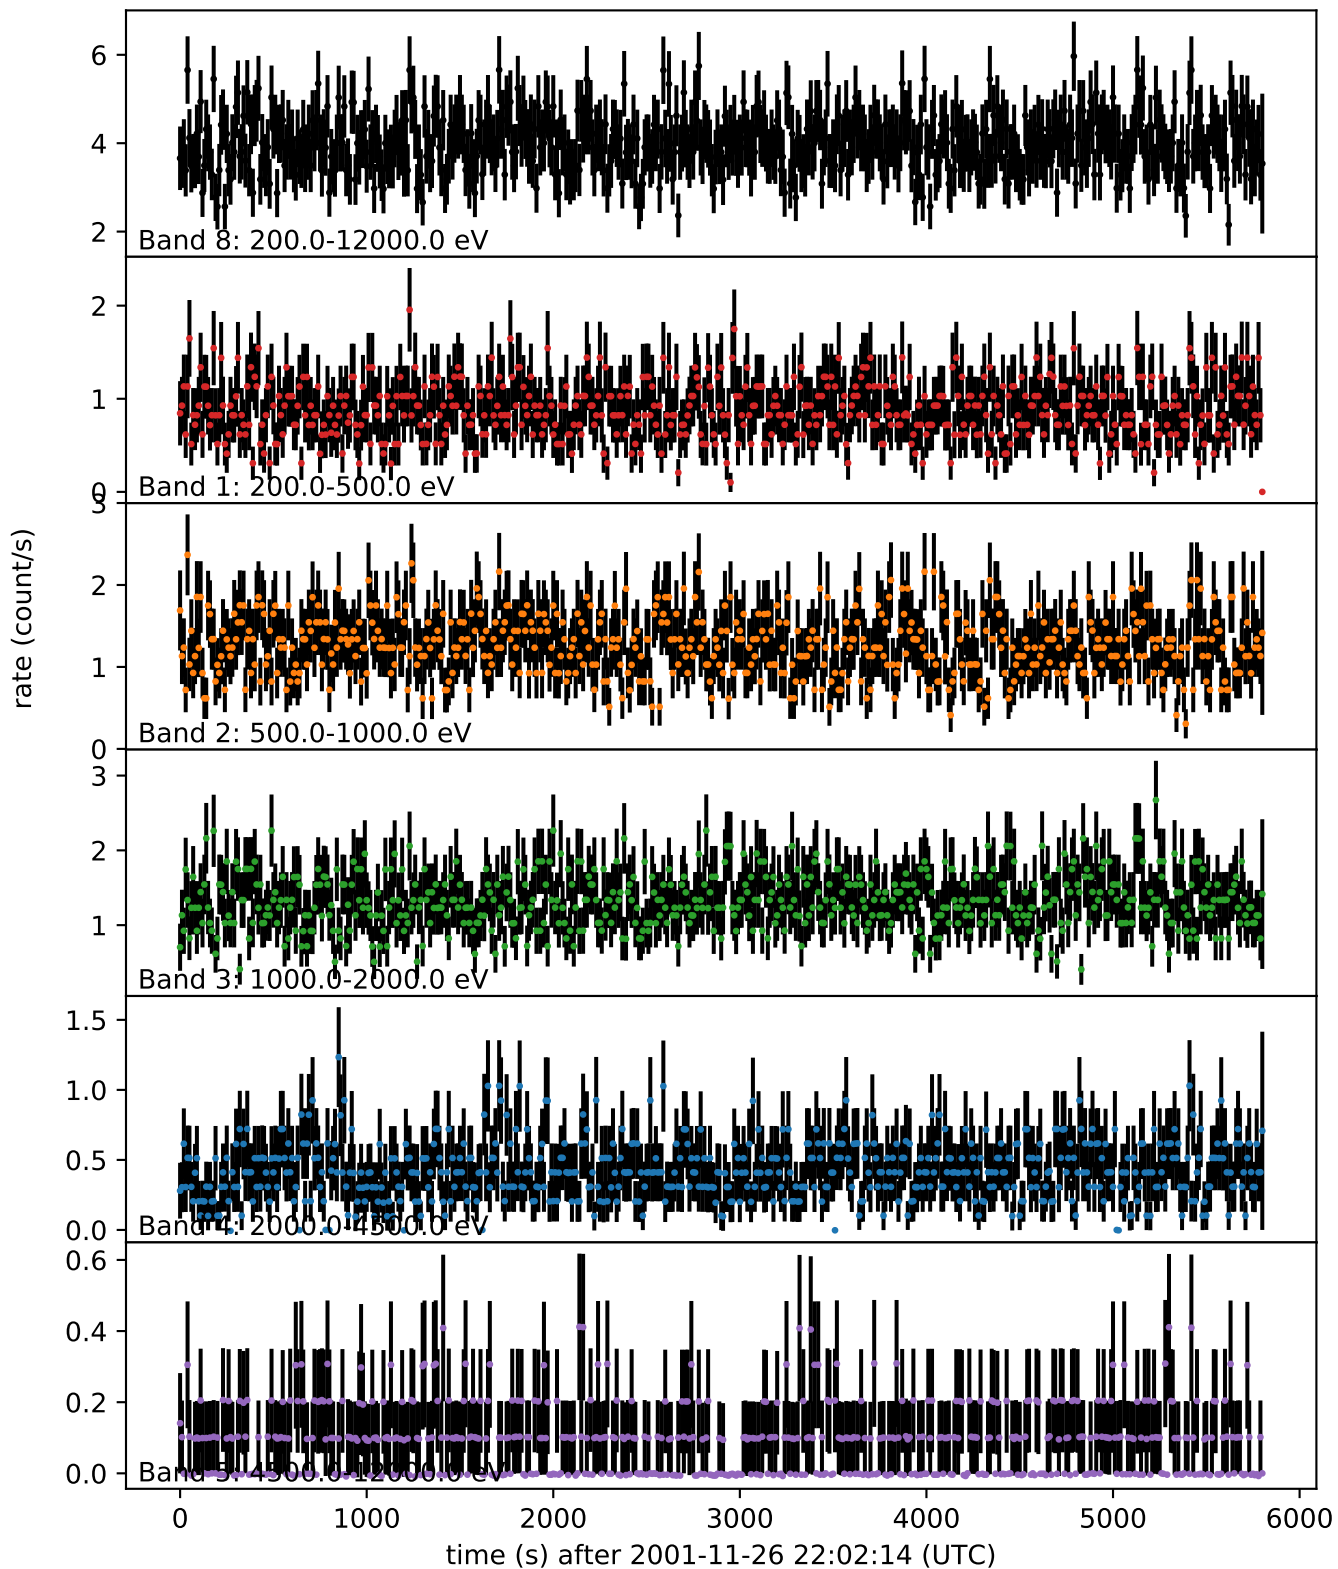 6
4
2
Band 8: 200.0-12000.0 eV
2
1
0
Band 1: 200.0-500.0 eV
rate (count/s)
3
2
1
0
Band 2: 500.0-1000.0 eV
3
2
1
Band 3: 1000.0-2000.0 eV
1.5
1.0
0.5
0.0
Band 4: 2000.0-4500.0 eV
0.6
0.4
0.2
0.0
Band 5: 4500.0-12000.0 eV
0 1000 2000 3000 4000 5000 6000
time (s) after 2001-11-26 22:02:14 (UTC)